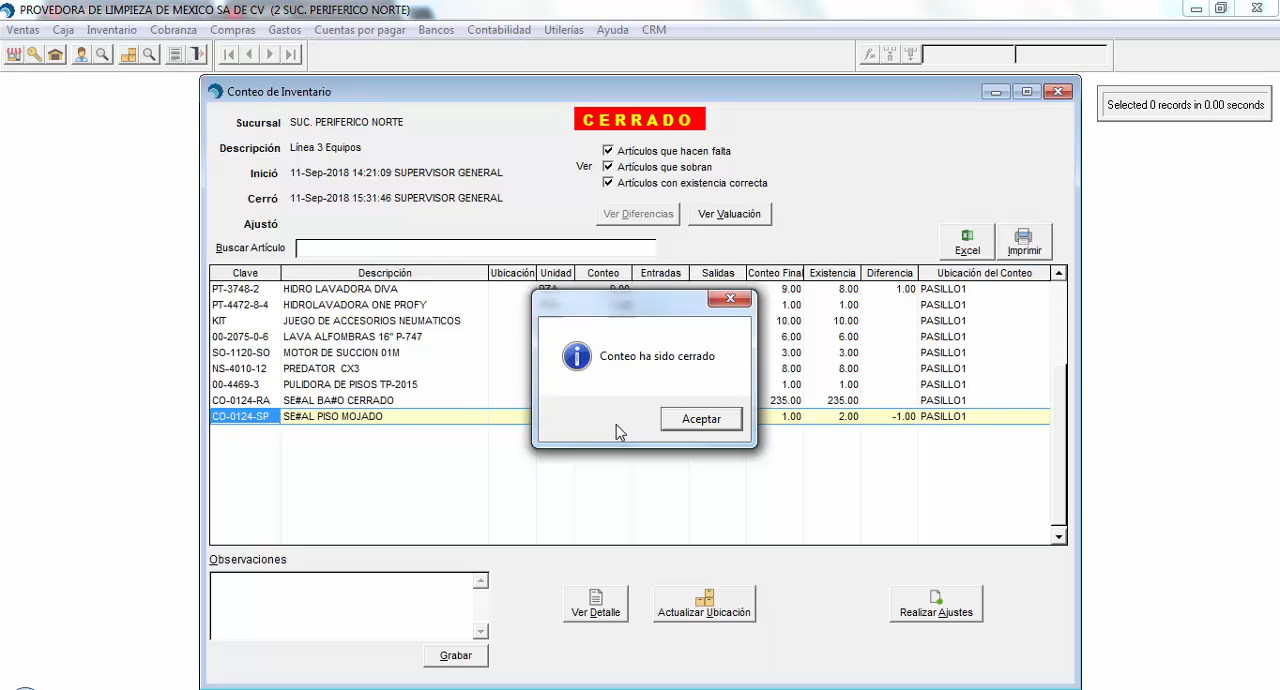 PROVEDORA DE LIMPIEZA DE MEXICO SA DE CV (2 SUC. PERIFERICO NORTE)
Ventas Caja Inventario Cobranza Compras Gastos Cuentas por pagar Bancos Contabilidad Utilerías Ayuda CRM
Conteo de Inventario
Selected 0 records in 0.00 seconds
Sucursal SUC. PERIFERICO NORTE
CERRADO
Descripción Línea 3 Equipos
Artículos que hacen falta
Ver Artículos que sobran
Inició 11-Sep-2018 14:21:09 SUPERVISOR GENERAL
Artículos con existencia correcta
Cerró 11-Sep-2018 15:31:46 SUPERVISOR GENERAL
Ver Diferencias Ver Valuación
Ajustó
Buscar Artículo
Excel Imprimir
Clave Descripción Ubicación Unidad Conteo Entradas Salidas Conteo Final Existencia Diferencia Ubicación del Conteo
PT-3748-2 HIDRO LAVADORA DIVA PZA 9.00 9.00 8.00 1.00 PASILLO1
PT-4472-8-4 HIDROLAVADORA ONE PROFY 1.00 1.00 PASILLO1
KIT JUEGO DE ACCESORIOS NEUMATICOS 10.00 10.00 PASILLO1
00-2075-0-6 LAVA ALFOMBRAS 16" P-747 6.00 6.00 PASILLO1
SO-1120-SO MOTOR DE SUCCION 01M 3.00 3.00 PASILLO1
NS-4010-12 PREDATOR CX3 8.00 8.00 PASILLO1
00-4469-3 PULIDORA DE PISOS TP-2015 1.00 1.00 PASILLO1
CO-0124-RA SE#AL BA#O CERRADO 235.00 235.00 PASILLO1
CO-0124-SP SE#AL PISO MOJADO 1.00 2.00 -1.00 PASILLO1
Conteo ha sido cerrado
Aceptar
Observaciones
Ver Detalle Actualizar Ubicación Realizar Ajustes
Grabar